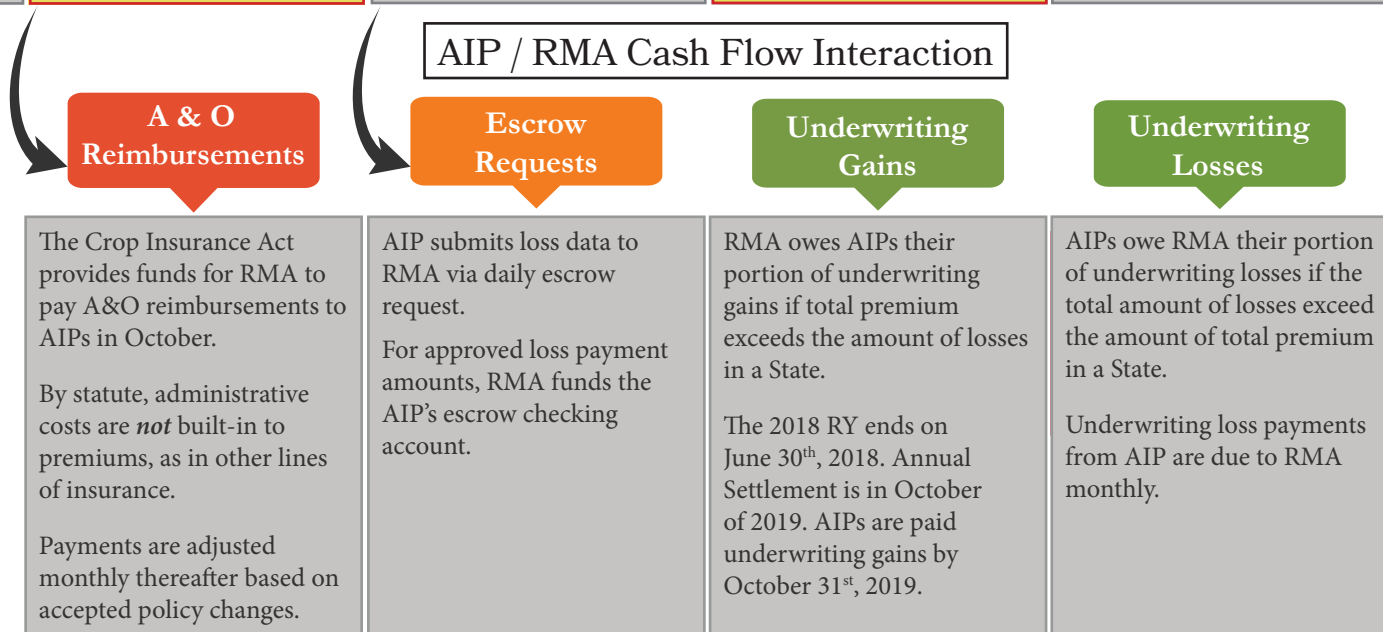 AIP / RMA Cash Flow Interaction
A & O
Reimbursements
The Crop Insurance Act
provides funds for RMA to
pay A&O reimbursements to
AIPs in October.
By statute, administrative
costs are not built-in to
premiums, as in other lines
of insurance.
Payments are adjusted
monthly thereafter based on
accepted policy changes.
Escrow
Requests
AIP submits loss data to
RMA via daily escrow
request.
For approved loss payment
amounts, RMA funds the
AIP's escrow checking
account.
Underwriting
Gains
RMA owes AIPs their
portion of underwriting
gains if total premium
exceeds the amount of losses
in a State.
The 2018 RY ends on
June 30th, 2018. Annual
Settlement is in October
of 2019. AIPs are paid
underwriting gains by
October 31st, 2019.
Underwriting
Losses
AIPs owe RMA their portion
of underwriting losses if the
total amount of losses exceed
the amount of total premium
in a State.
Underwriting loss payments
from AIP are due to RMA
monthly.